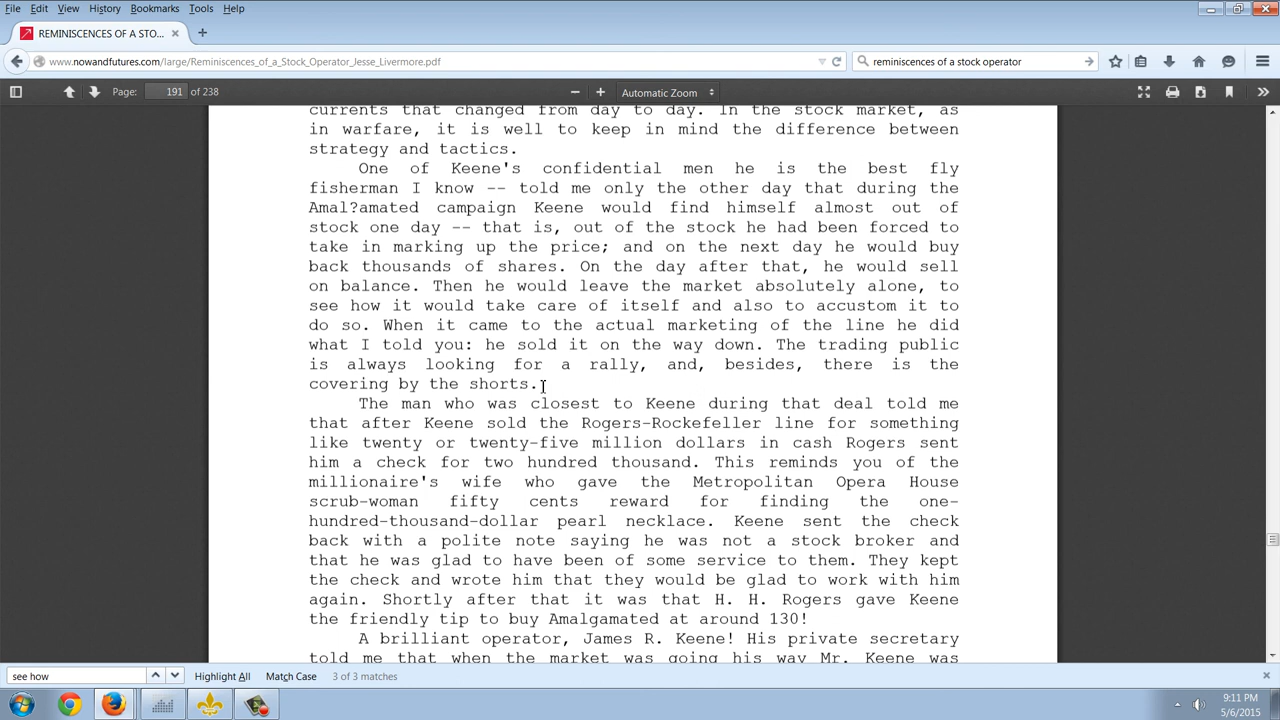 File Edit View History Bookmarks Tools Help
REMINISCENCES OF A STO... × +
www.nowandfutures.com/large/Reminiscences_of_a_Stock_Operator_Jesse_Livermore.pdf reminiscences of a stock operator
Page: 191 of 238 Automatic Zoom
currents that changed from day to day. In the stock market, as
in warfare, it is well to keep in mind the difference between
strategy and tactics.
One of Keene's confidential men he is the best fly
fisherman I know -- told me only the other day that during the
Amal?amated campaign Keene would find himself almost out of
stock one day -- that is, out of the stock he had been forced to
take in marking up the price; and on the next day he would buy
back thousands of shares. On the day after that, he would sell
on balance. Then he would leave the market absolutely alone, to
see how it would take care of itself and also to accustom it to
do so. When it came to the actual marketing of the line he did
what I told you: he sold it on the way down. The trading public
is always looking for a rally, and, besides, there is the
covering by the shorts.
The man who was closest to Keene during that deal told me
that after Keene sold the Rogers-Rockefeller line for something
like twenty or twenty-five million dollars in cash Rogers sent
him a check for two hundred thousand. This reminds you of the
millionaire's wife who gave the Metropolitan Opera House
scrub-woman fifty cents reward for finding the one-
hundred-thousand-dollar pearl necklace. Keene sent the check
back with a polite note saying he was not a stock broker and
that he was glad to have been of some service to them. They kept
the check and wrote him that they would be glad to work with him
again. Shortly after that it was that H. H. Rogers gave Keene
the friendly tip to buy Amalgamated at around 130!
A brilliant operator, James R. Keene! His private secretary
told me that when the market was going his way Mr. Keene was
see how Highlight All Match Case 3 of 3 matches
9:11 PM
5/6/2015